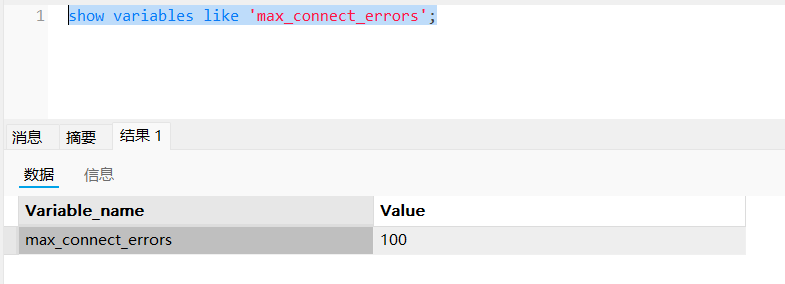 1 show variables like 'max_connect_errors';
消息 摘要 结果 1
数据 信息
Variable_name Value
max_connect_errors 100